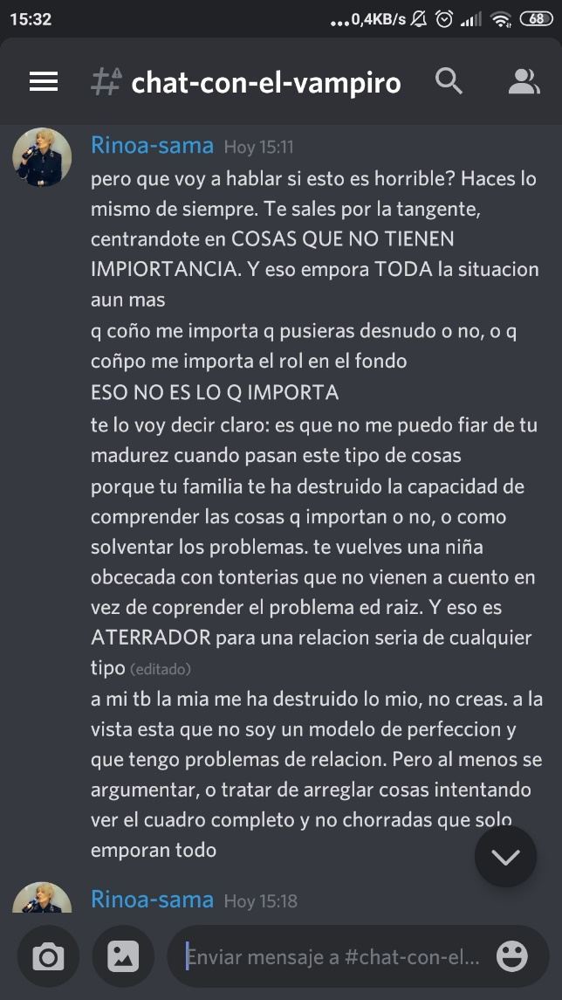 15:32
...0,4KB/s
68
chat-con-el-vampiro
Rinoa-sama Hoy 15:11
pero que voy a hablar si esto es horrible? Haces lo
mismo de siempre. Te sales por la tangente,
centrandote en COSAS QUE NO TIENEN
IMPIORTANCIA. Y eso empora TODA la situacion
aun mas
q coño me importa q pusieras desnudo o no, o q
coñpo me importa el rol en el fondo
ESO NO ES LO Q IMPORTA
te lo voy decir claro: es que no me puedo fiar de tu
madurez cuando pasan este tipo de cosas
porque tu familia te ha destruido la capacidad de
comprender las cosas q importan o no, o como
solventar los problemas. te vuelves una niña
obcecada con tonterias que no vienen a cuento en
vez de coprender el problema ed raiz. Y eso es
ATERRADOR para una relacion seria de cualquier
tipo (editado)
a mi tb la mia me ha destruido lo mio, no creas. a la
vista esta que no soy un modelo de perfeccion y
que tengo problemas de relacion. Pero al menos se
argumentar, o tratar de arreglar cosas intentando
ver el cuadro completo y no chorradas que solo
emporan todo
Rinoa-sama Hoy 15:18
Enviar mensaje a #chat-con-el...